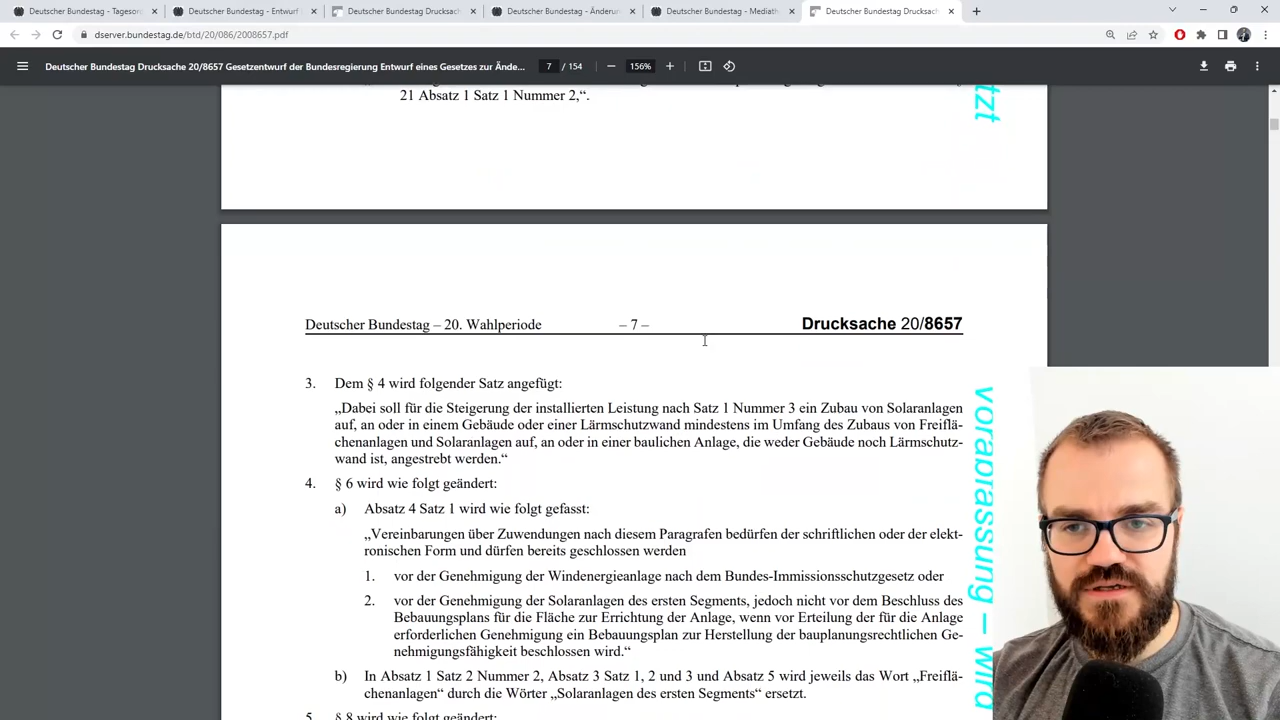 Deutscher Bundestag - Tageso
Deutscher Bundestag - Entwurf
Deutscher Bundestag Drucksach
Deutscher Bundestag - Änderu
Deutscher Bundestag - Mediath
Deutscher Bundestag Drucksach
dserver.bundestag.de/btd/20/086/2008657.pdf
Deutscher Bundestag Drucksache 20/8657 Gesetzentwurf der Bundesregierung Entwurf eines Gesetzes zur Ände...
7 / 154
156%
21 Absatz 1 Satz 1 Nummer 2,“.
tzt
Deutscher Bundestag – 20. Wahlperiode – 7 – Drucksache 20/8657
3. Dem § 4 wird folgender Satz angefügt:
„Dabei soll für die Steigerung der installierten Leistung nach Satz 1 Nummer 3 ein Zubau von Solaranlagen
auf, an oder in einem Gebäude oder einer Lärmschutzwand mindestens im Umfang des Zubaus von Freiflä-
chenanlagen und Solaranlagen auf, an oder in einer baulichen Anlage, die weder Gebäude noch Lärmschutz-
wand ist, angestrebt werden.“
4. § 6 wird wie folgt geändert:
a) Absatz 4 Satz 1 wird wie folgt gefasst:
„Vereinbarungen über Zuwendungen nach diesem Paragrafen bedürfen der schriftlichen oder der elekt-
ronischen Form und dürfen bereits geschlossen werden
1. vor der Genehmigung der Windenergieanlage nach dem Bundes-Immissionsschutzgesetz oder
2. vor der Genehmigung der Solaranlagen des ersten Segments, jedoch nicht vor dem Beschluss des
Bebauungsplans für die Fläche zur Errichtung der Anlage, wenn vor Erteilung der für die Anlage
erforderlichen Genehmigung ein Bebauungsplan zur Herstellung der bauplanungsrechtlichen Ge-
nehmigungsfähigkeit beschlossen wird.“
b) In Absatz 1 Satz 2 Nummer 2, Absatz 3 Satz 1, 2 und 3 und Absatz 5 wird jeweils das Wort „Freiflä-
chenanlagen“ durch die Wörter „Solaranlagen des ersten Segments“ ersetzt.
5. § 8 wird wie folgt geändert:
vorabfassung – wird